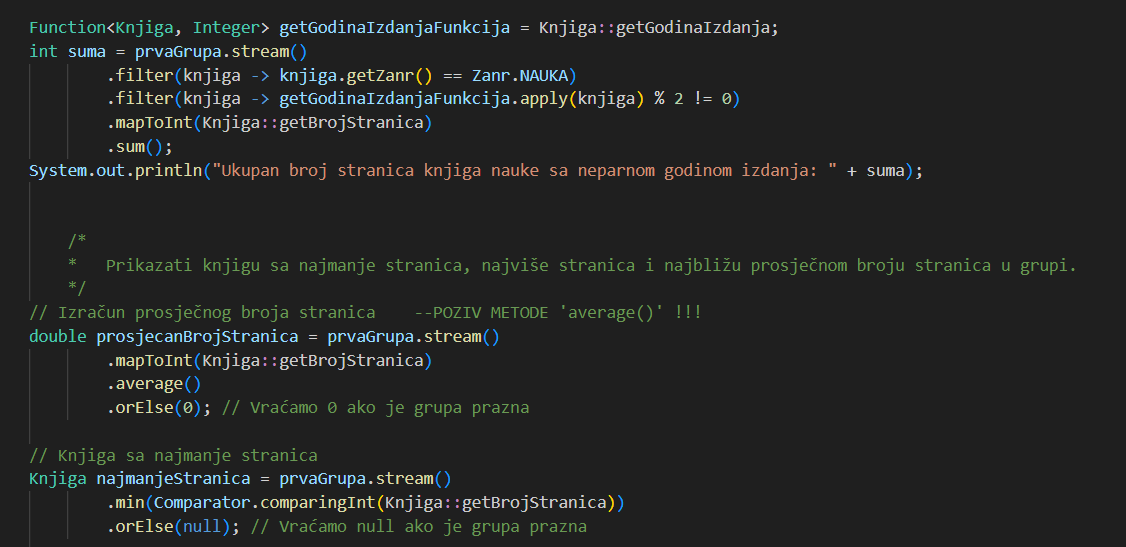 Function<Knjiga, Integer> getGodinaIzdanjaFunkcija = Knjiga::getGodinaIzdanja;
int suma = prvaGrupa.stream()
.filter(knjiga -> knjiga.getZanr() == Zanr.NAUKA)
.filter(knjiga -> getGodinaIzdanjaFunkcija.apply(knjiga) % 2 != 0)
.mapToInt(Knjiga::getBrojStranica)
.sum();
System.out.println("Ukupan broj stranica knjiga nauke sa neparnom godinom izdanja: " + suma);
/*
* Prikazati knjigu sa najmanje stranica, najviše stranica i najbližu prosječnom broju stranica u grupi.
*/
// Izračun prosječnog broja stranica --POZIV METODE 'average()' !!!
double prosjecanBrojStranica = prvaGrupa.stream()
.mapToInt(Knjiga::getBrojStranica)
.average()
.orElse(0); // Vraćamo 0 ako je grupa prazna
// Knjiga sa najmanje stranica
Knjiga najmanjeStranica = prvaGrupa.stream()
.min(Comparator.comparingInt(Knjiga::getBrojStranica))
.orElse(null); // Vraćamo null ako je grupa prazna